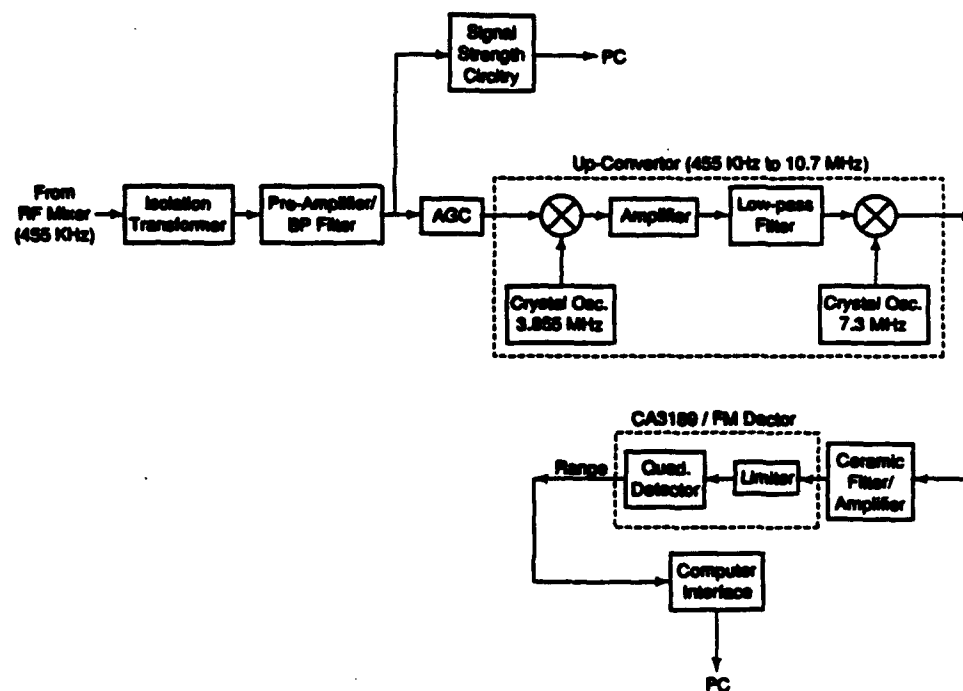 Signal
Strength
Circitry
PC
Up-Convertor (455 KHz to 10.7 MHz)
From
RF Mixer
(455 KHz)
Isolation
Transformer
Pre-Amplifier/
BP Filter
AGC
Amplifier
Low-pass
Filter
Crystal Osc.
3.855 MHz
Crystal Osc.
7.3 MHz
CA3189 / FM Dector
Range
Quad.
Detector
Limiter
Ceramic
Filter/
Amplifier
Computer
Interface
PC